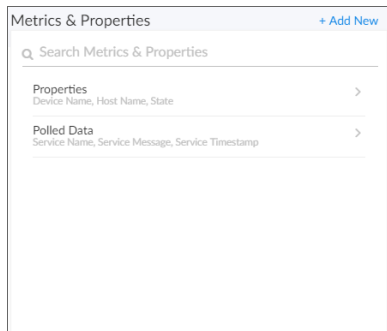 Metrics & Properties + Add New
Search Metrics & Properties
Properties
Device Name, Host Name, State
Polled Data
Service Name, Service Message, Service Timestamp